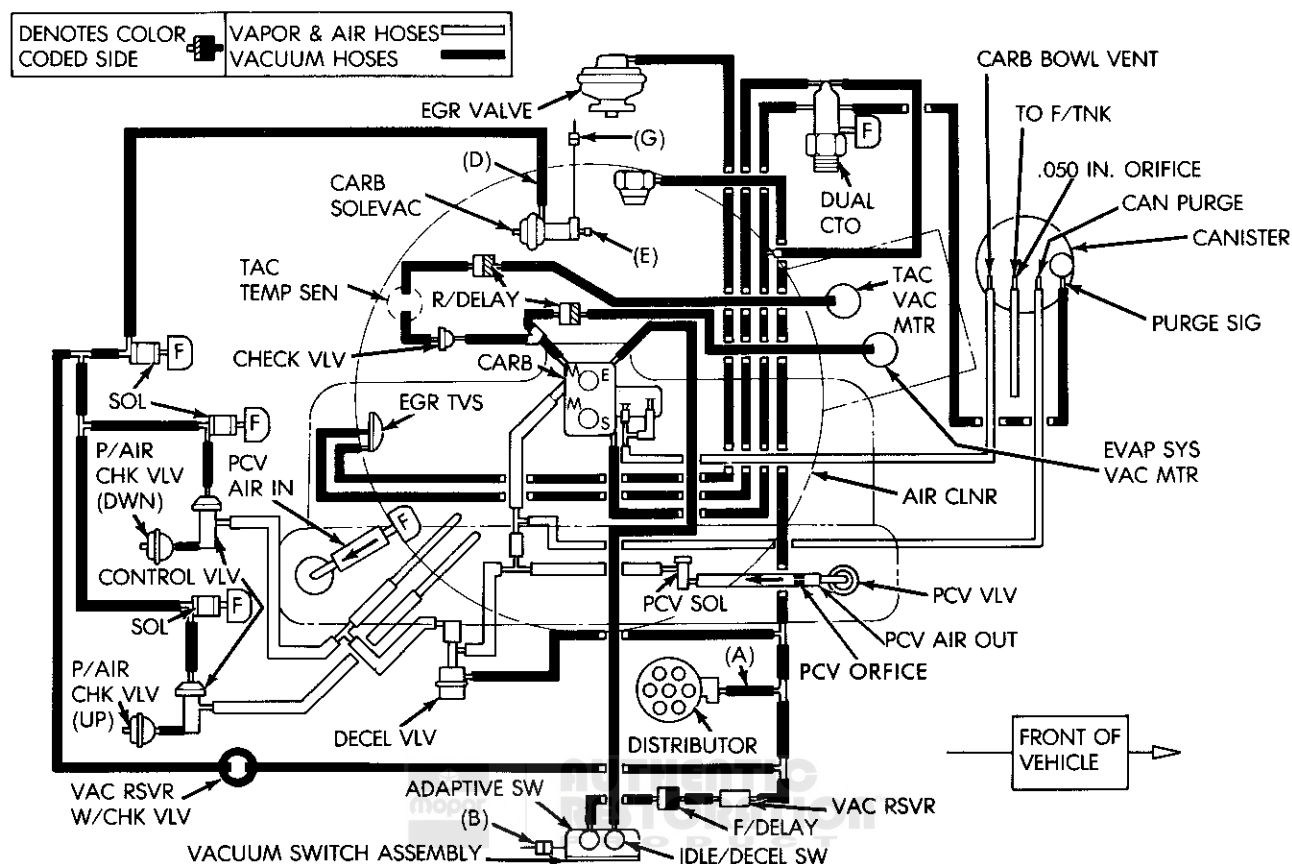 DENOTES COLOR
CODED SIDE
VAPOR & AIR HOSES
VACUUM HOSES
EGR VALVE
(G)
(D)
CARB
SOLEVAC
(E)
F
DUAL
CTO
CARB BOWL VENT
TO F/TNK
.050 IN. ORIFICE
CAN PURGE
CANISTER
PURGE SIG
TAC
TEMP SEN
R/DELAY
TAC
VAC
MTR
CHECK VLV
CARB
M
E
M
S
F
SOL
F
EGR TVS
EVAP SYS
VAC MTR
AIR CLNR
P/AIR
CHK VLV
(DWN)
PCV
AIR IN
F
CONTROL VLV
SOL
F
PCV SOL
PCV VLV
PCV AIR OUT
PCV ORFICE
P/AIR
CHK VLV
(UP)
DECEL VLV
(A)
DISTRIBUTOR
FRONT OF
VEHICLE
VAC RSVR
W/CHK VLV
ADAPTIVE SW
(B)
VAC RSVR
F/DELAY
IDLE/DECEL SW
VACUUM SWITCH ASSEMBLY
mopar
AUTHENTIC
RESTORATION
PRODUCT